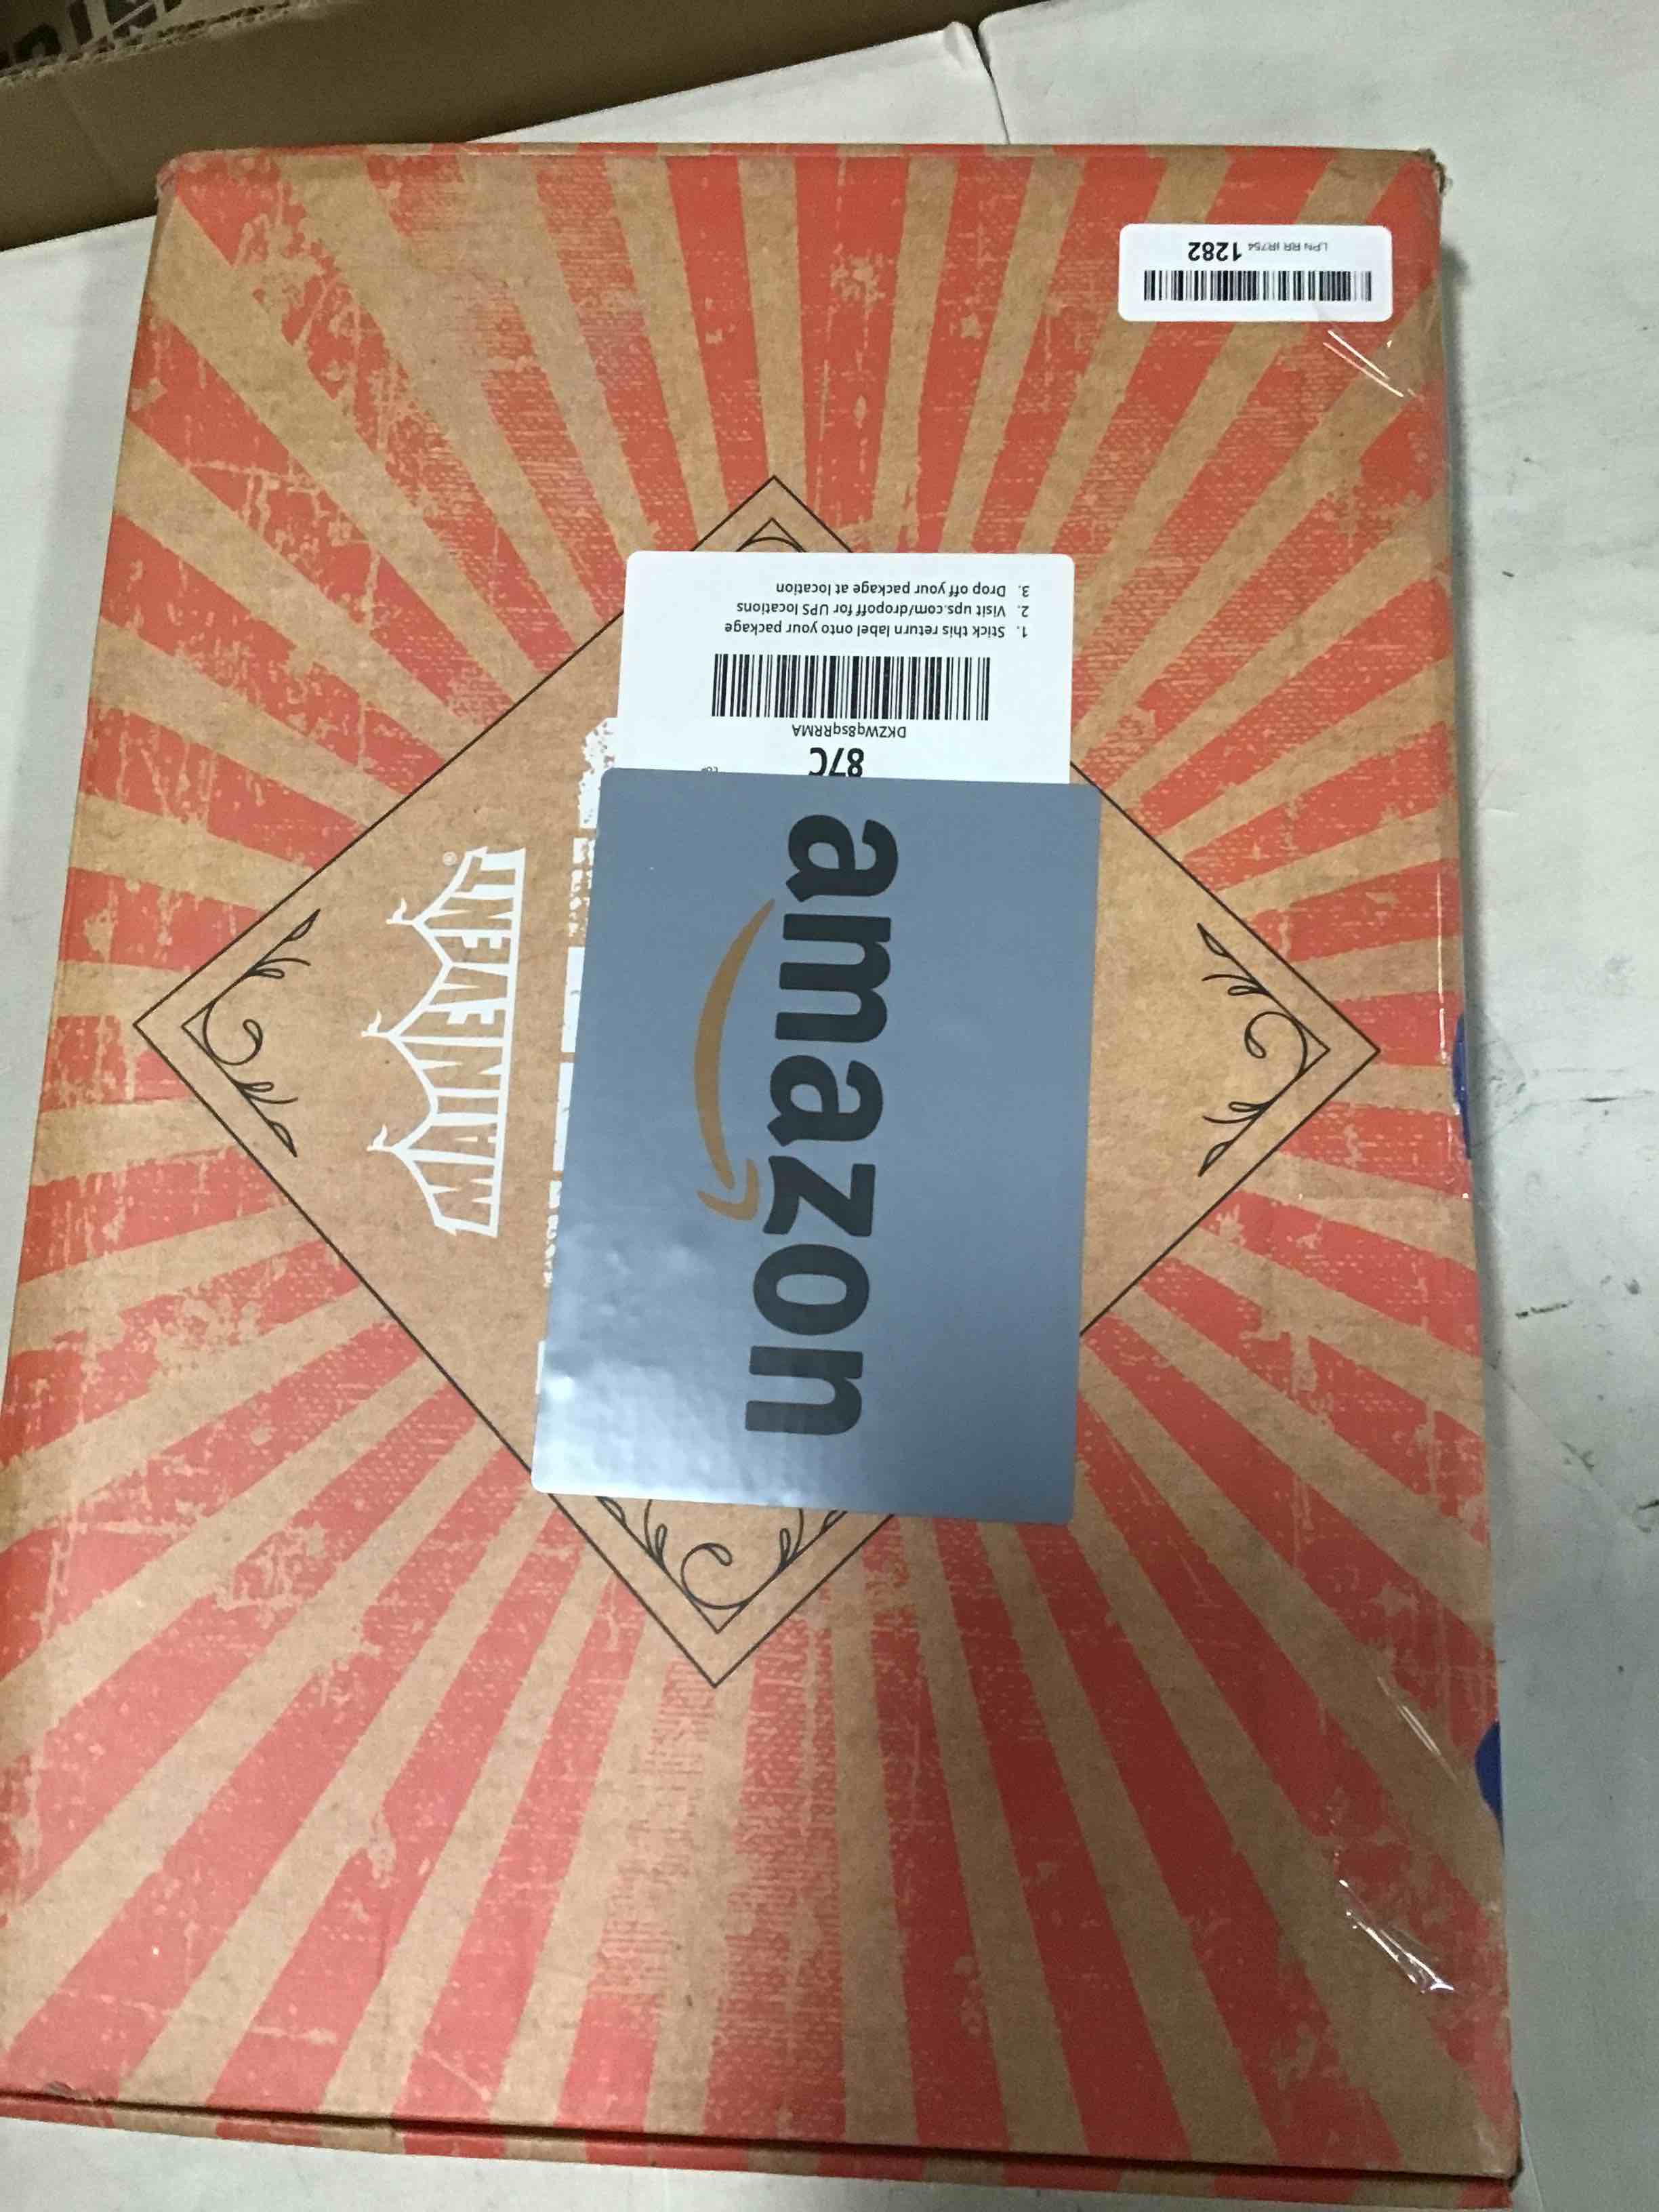 LPN RR IR754 1282
1. Stick this return label onto your package
2. Visit ups.com/dropoff for UPS locations
3. Drop off your package at location
DKZWq8sqRRMA
87C
MAINEVENT®
amazon